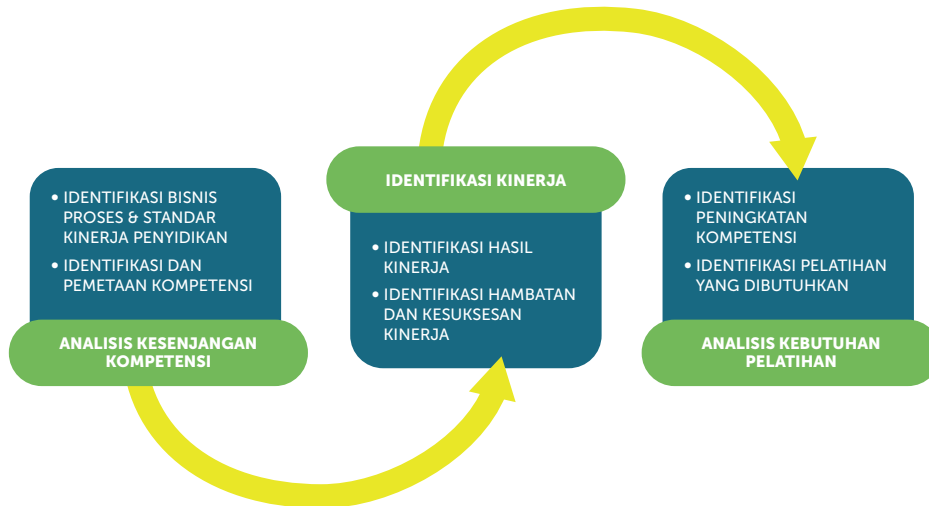 • IDENTIFIKASI BISNIS
PROSES & STANDAR
KINERJA PENYIDIKAN
• IDENTIFIKASI DAN
PEMETAAN KOMPETENSI
ANALISIS KESENJANGAN
KOMPETENSI
IDENTIFIKASI KINERJA
• IDENTIFIKASI HASIL
KINERJA
• IDENTIFIKASI HAMBATAN
DAN KESUKSESAN
KINERJA
• IDENTIFIKASI
PENINGKATAN
KOMPETENSI
• IDENTIFIKASI PELATIHAN
YANG DIBUTUHKAN
ANALISIS KEBUTUHAN
PELATIHAN